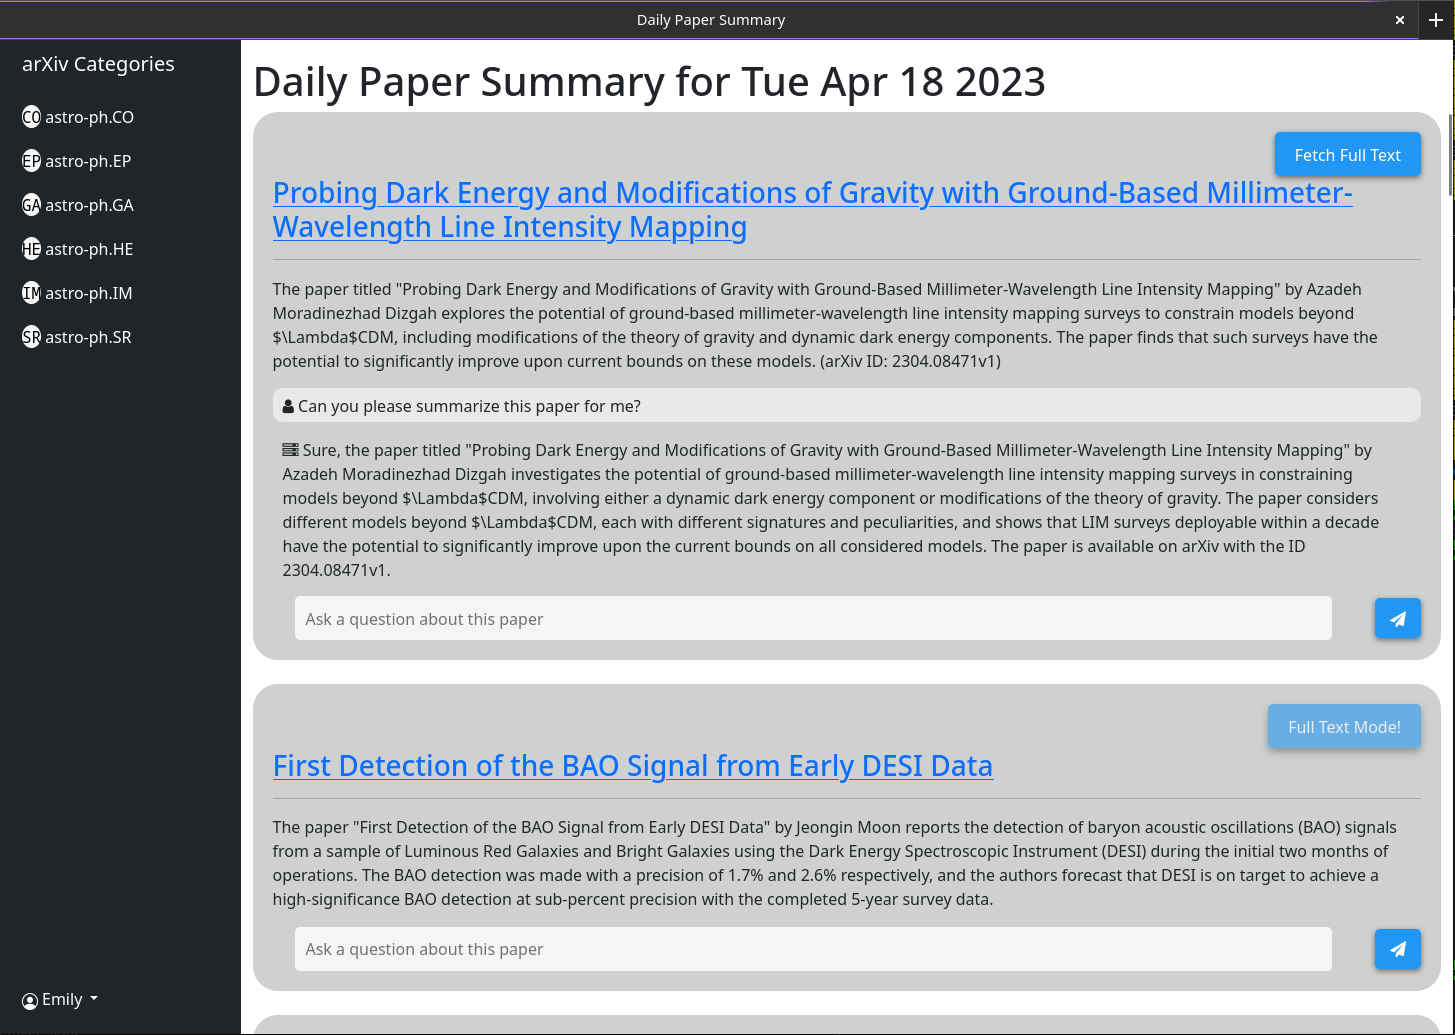 Daily Paper Summary
arXiv Categories
CO astro-ph.CO
EP astro-ph.EP
GA astro-ph.GA
HE astro-ph.HE
IM astro-ph.IM
SR astro-ph.SR
Emily
Daily Paper Summary for Tue Apr 18 2023
Fetch Full Text
Probing Dark Energy and Modifications of Gravity with Ground-Based Millimeter-
Wavelength Line Intensity Mapping
The paper titled "Probing Dark Energy and Modifications of Gravity with Ground-Based Millimeter-Wavelength Line Intensity Mapping" by Azadeh
Moradinezhad Dizgah explores the potential of ground-based millimeter-wavelength line intensity mapping surveys to constrain models beyond
$\Lambda$CDM, including modifications of the theory of gravity and dynamic dark energy components. The paper finds that such surveys have the
potential to significantly improve upon current bounds on these models. (arXiv ID: 2304.08471v1)
Can you please summarize this paper for me?
Sure, the paper titled "Probing Dark Energy and Modifications of Gravity with Ground-Based Millimeter-Wavelength Line Intensity Mapping" by
Azadeh Moradinezhad Dizgah investigates the potential of ground-based millimeter-wavelength line intensity mapping surveys in constraining
models beyond $\Lambda$CDM, involving either a dynamic dark energy component or modifications of the theory of gravity. The paper considers
different models beyond $\Lambda$CDM, each with different signatures and peculiarities, and shows that LIM surveys deployable within a decade
have the potential to significantly improve upon the current bounds on all considered models. The paper is available on arXiv with the ID
2304.08471v1.
Ask a question about this paper
Full Text Mode!
First Detection of the BAO Signal from Early DESI Data
The paper "First Detection of the BAO Signal from Early DESI Data" by Jeongin Moon reports the detection of baryon acoustic oscillations (BAO) signals
from a sample of Luminous Red Galaxies and Bright Galaxies using the Dark Energy Spectroscopic Instrument (DESI) during the initial two months of
operations. The BAO detection was made with a precision of 1.7% and 2.6% respectively, and the authors forecast that DESI is on target to achieve a
high-significance BAO detection at sub-percent precision with the completed 5-year survey data.
Ask a question about this paper